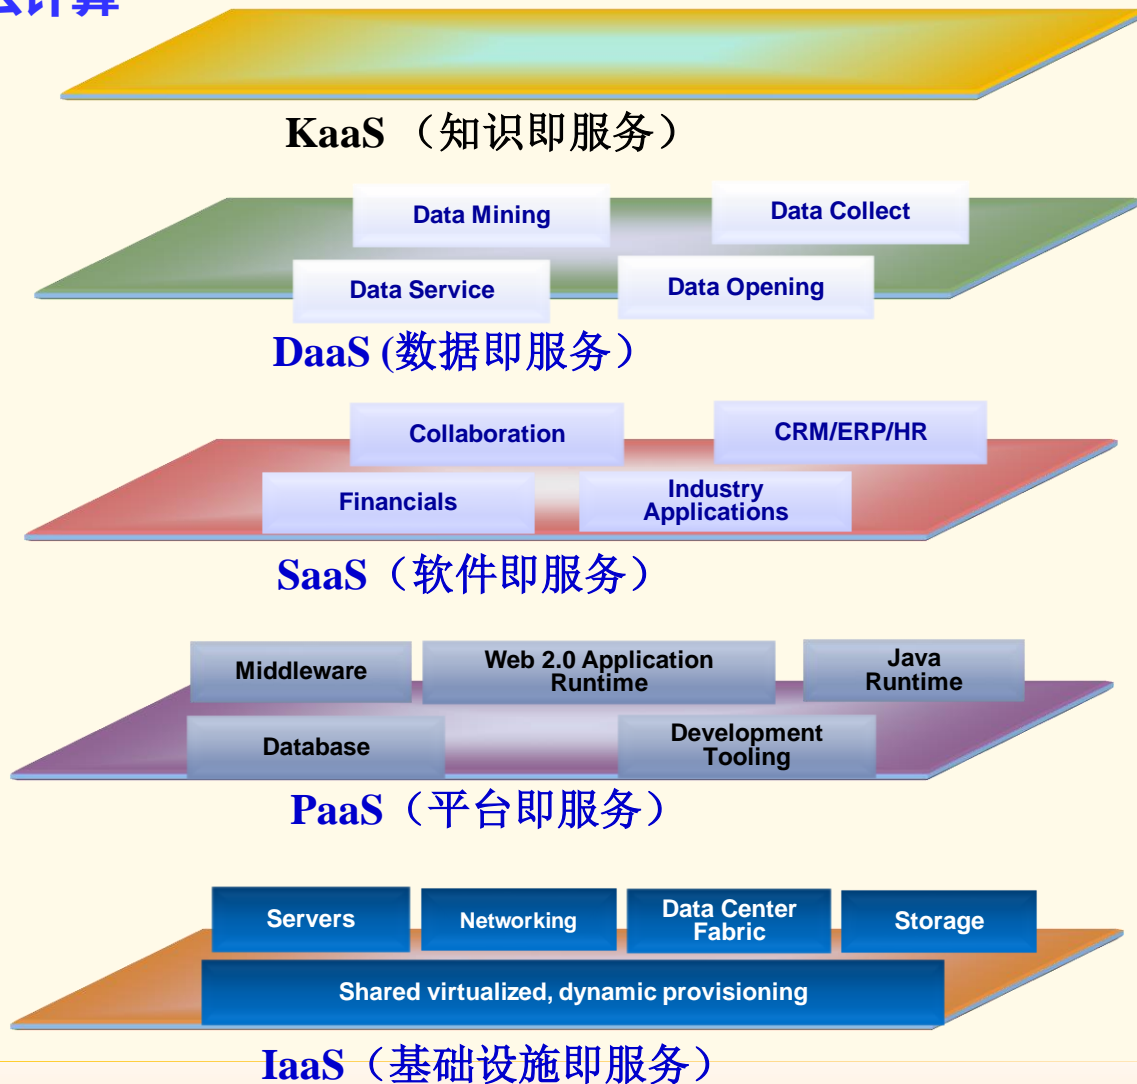 云计算
KaaS （知识即服务）
Data Mining
Data Collect
Data Service
Data Opening
DaaS (数据即服务）
Collaboration
CRM/ERP/HR
Financials
Industry
Applications
SaaS（软件即服务）
Middleware
Web 2.0 Application
Runtime
Java
Runtime
Database
Development
Tooling
PaaS（平台即服务）
Servers
Networking
Data Center
Fabric
Storage
Shared virtualized, dynamic provisioning
IaaS（基础设施即服务）